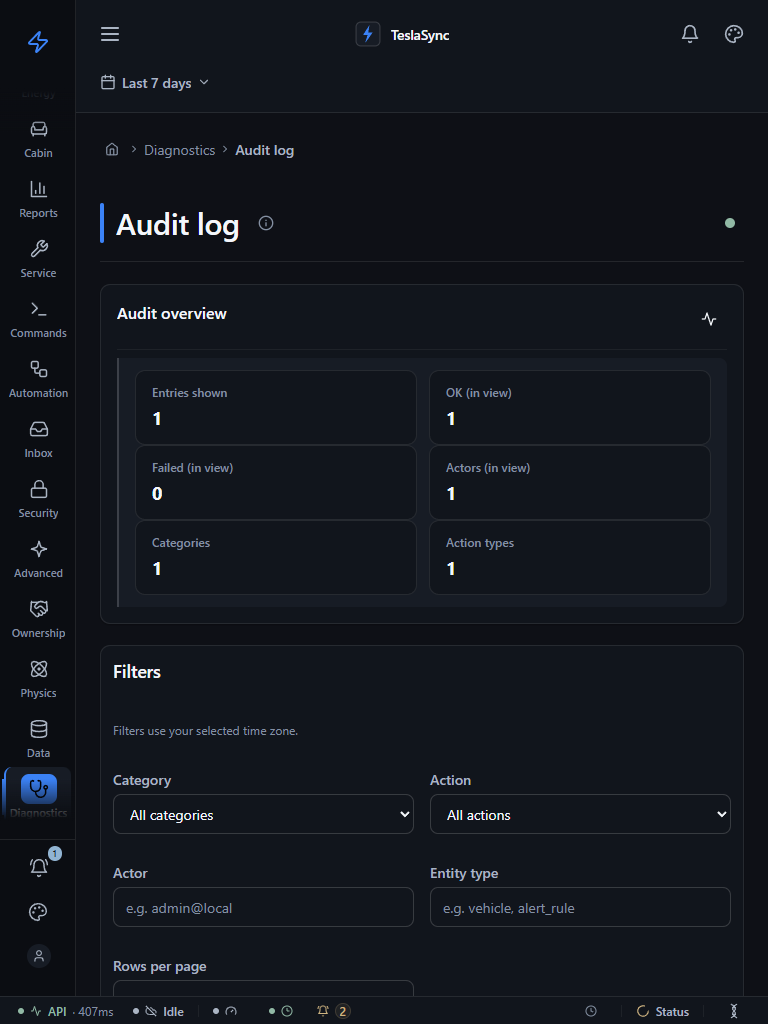 TeslaSync
Last 7 days
Energy
Cabin
Reports
Service
Commands
Automation
Inbox
Security
Advanced
Ownership
Physics
Data
Diagnostics
1
Diagnostics > Audit log
Audit log
Audit overview
Entries shown
1
OK (in view)
1
Failed (in view)
0
Actors (in view)
1
Categories
1
Action types
1
Filters
Filters use your selected time zone.
Category
Action
All categories
All actions
Actor
Entity type
e.g. admin@local
e.g. vehicle, alert_rule
Rows per page
API · 407ms
Idle
2
Status